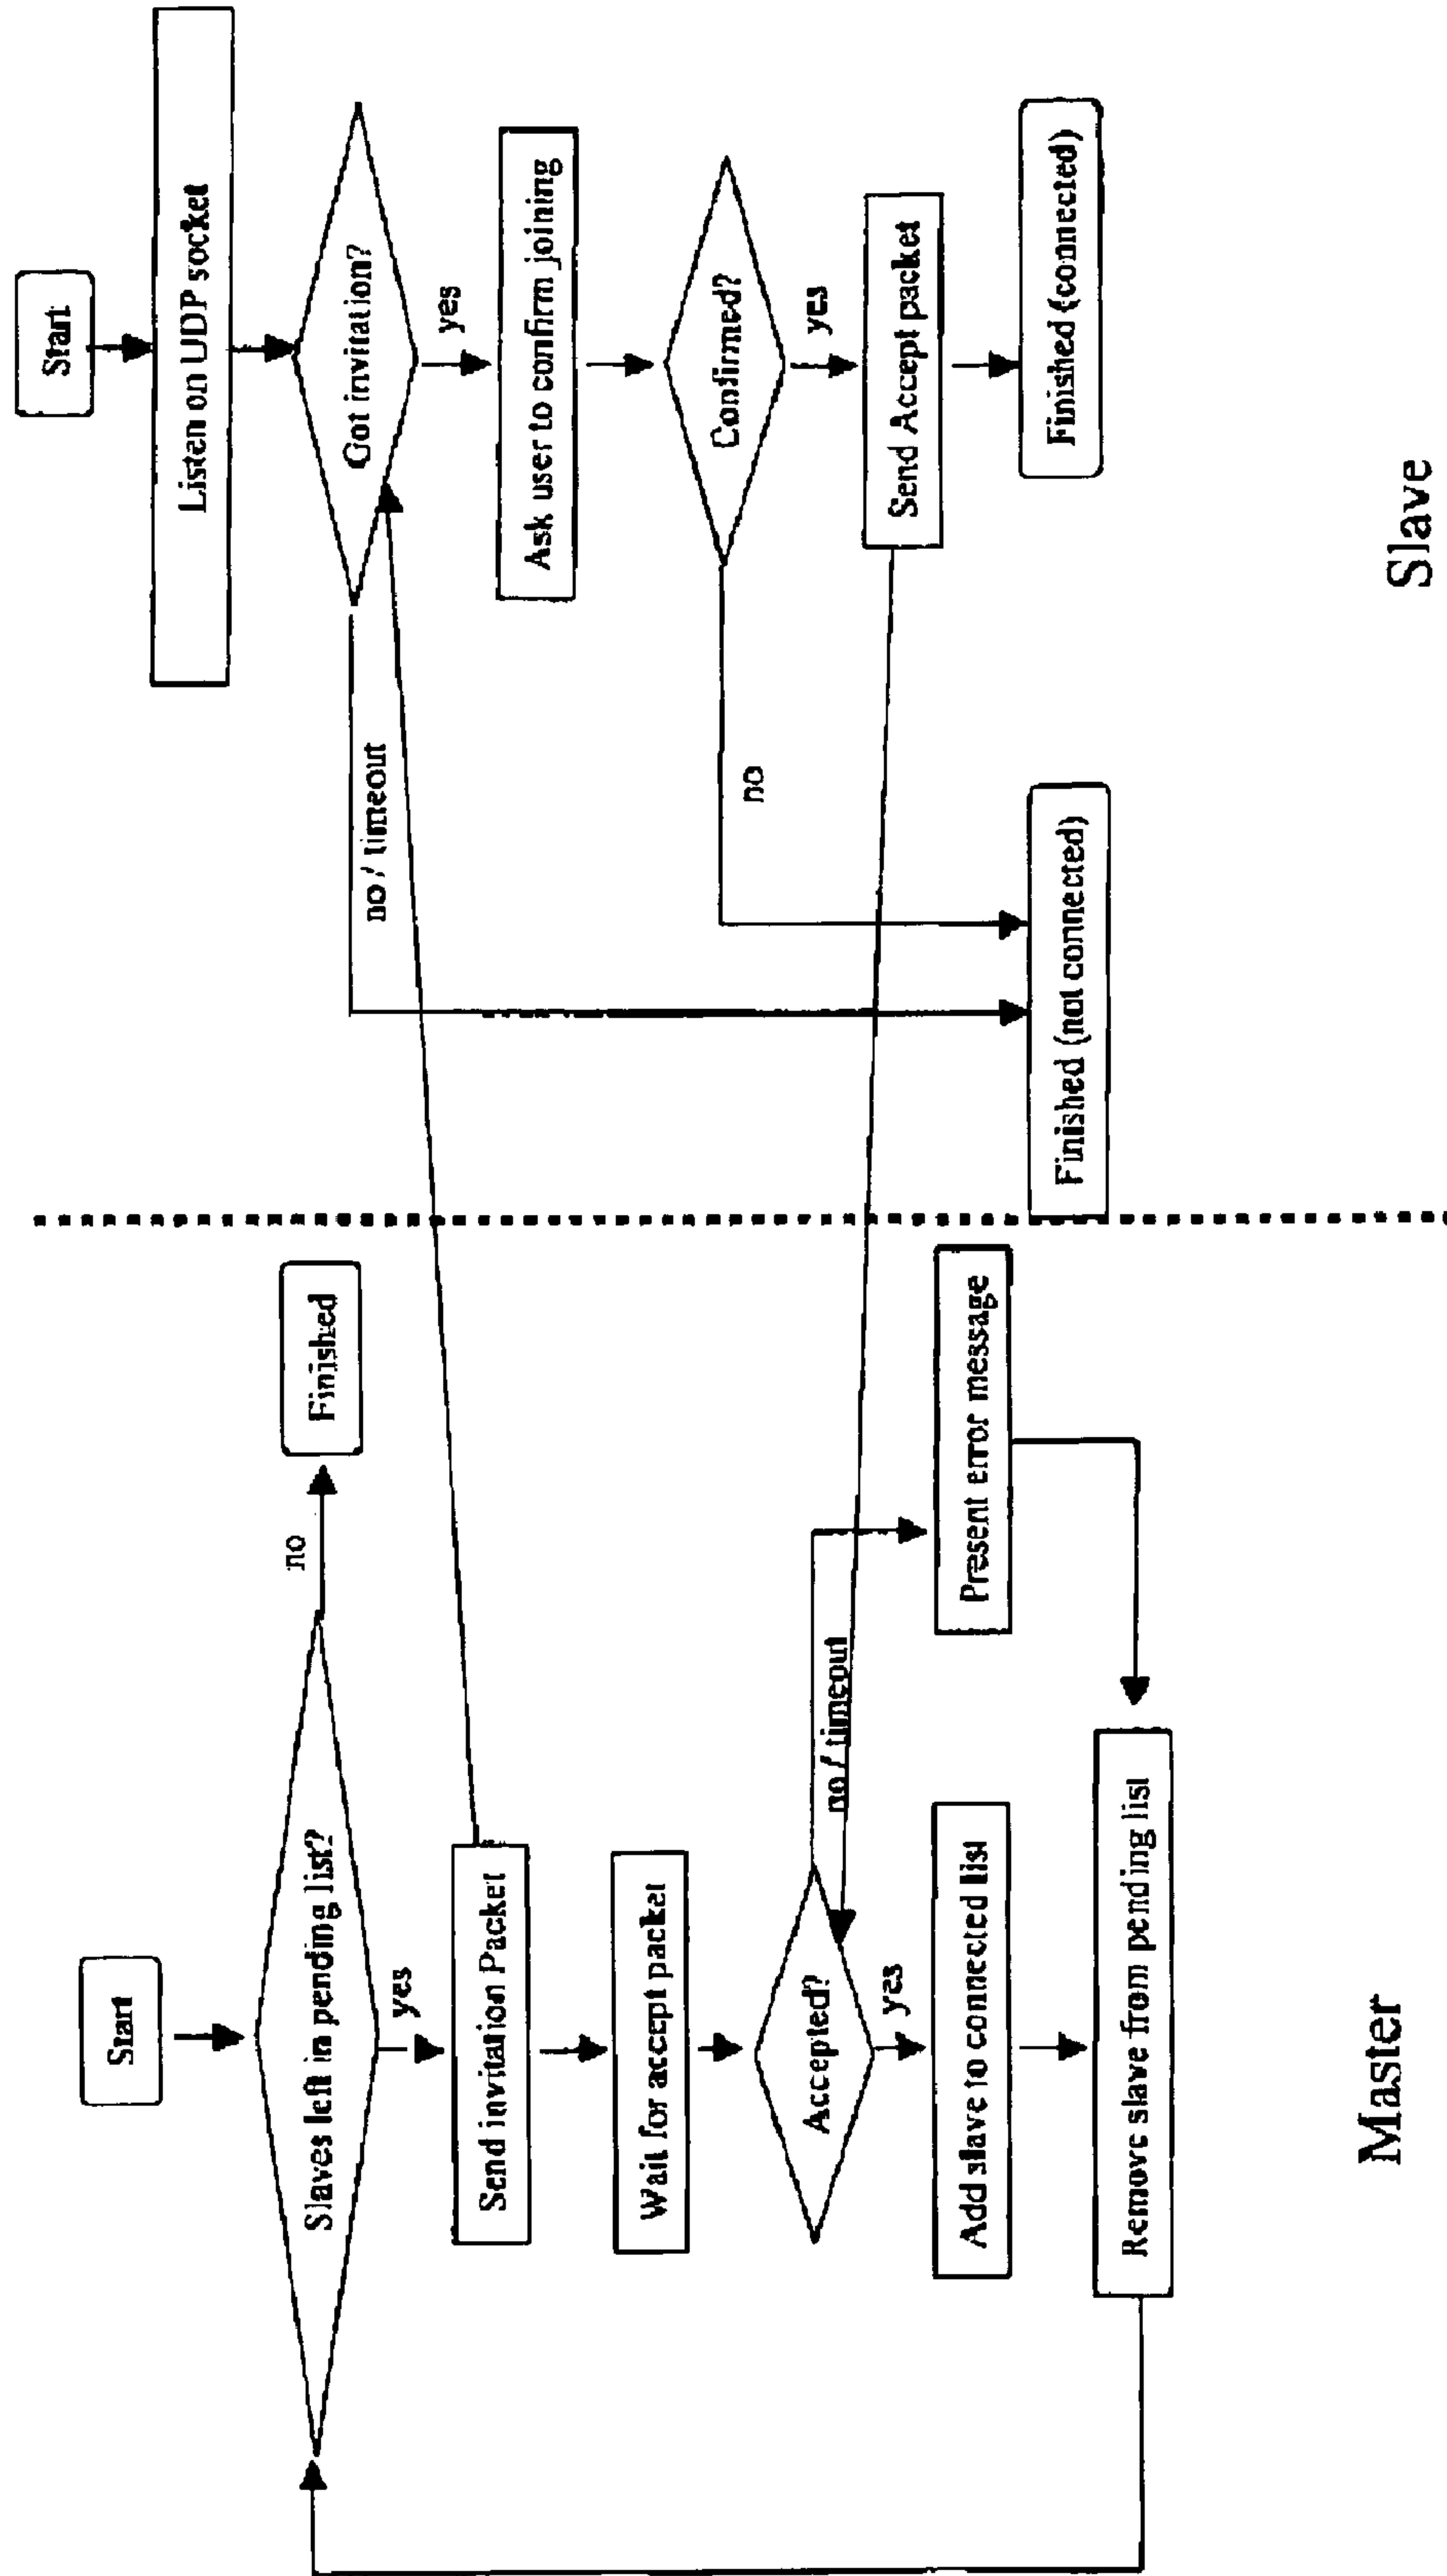 Start
Slaves left in pending list?
no
Finished
yes
Send invitation Packet
Wait for accept packet
Accepted?
no / timeout
yes
Add slave to connected list
Present error message
Remove slave from pending list
Master
Start
Listen on UDP socket
Got invitation?
no / timeout
yes
Ask user to confirm joining
Confirmed?
no
yes
Send Accept packet
Finished (not connected)
Finished (connected)
Slave